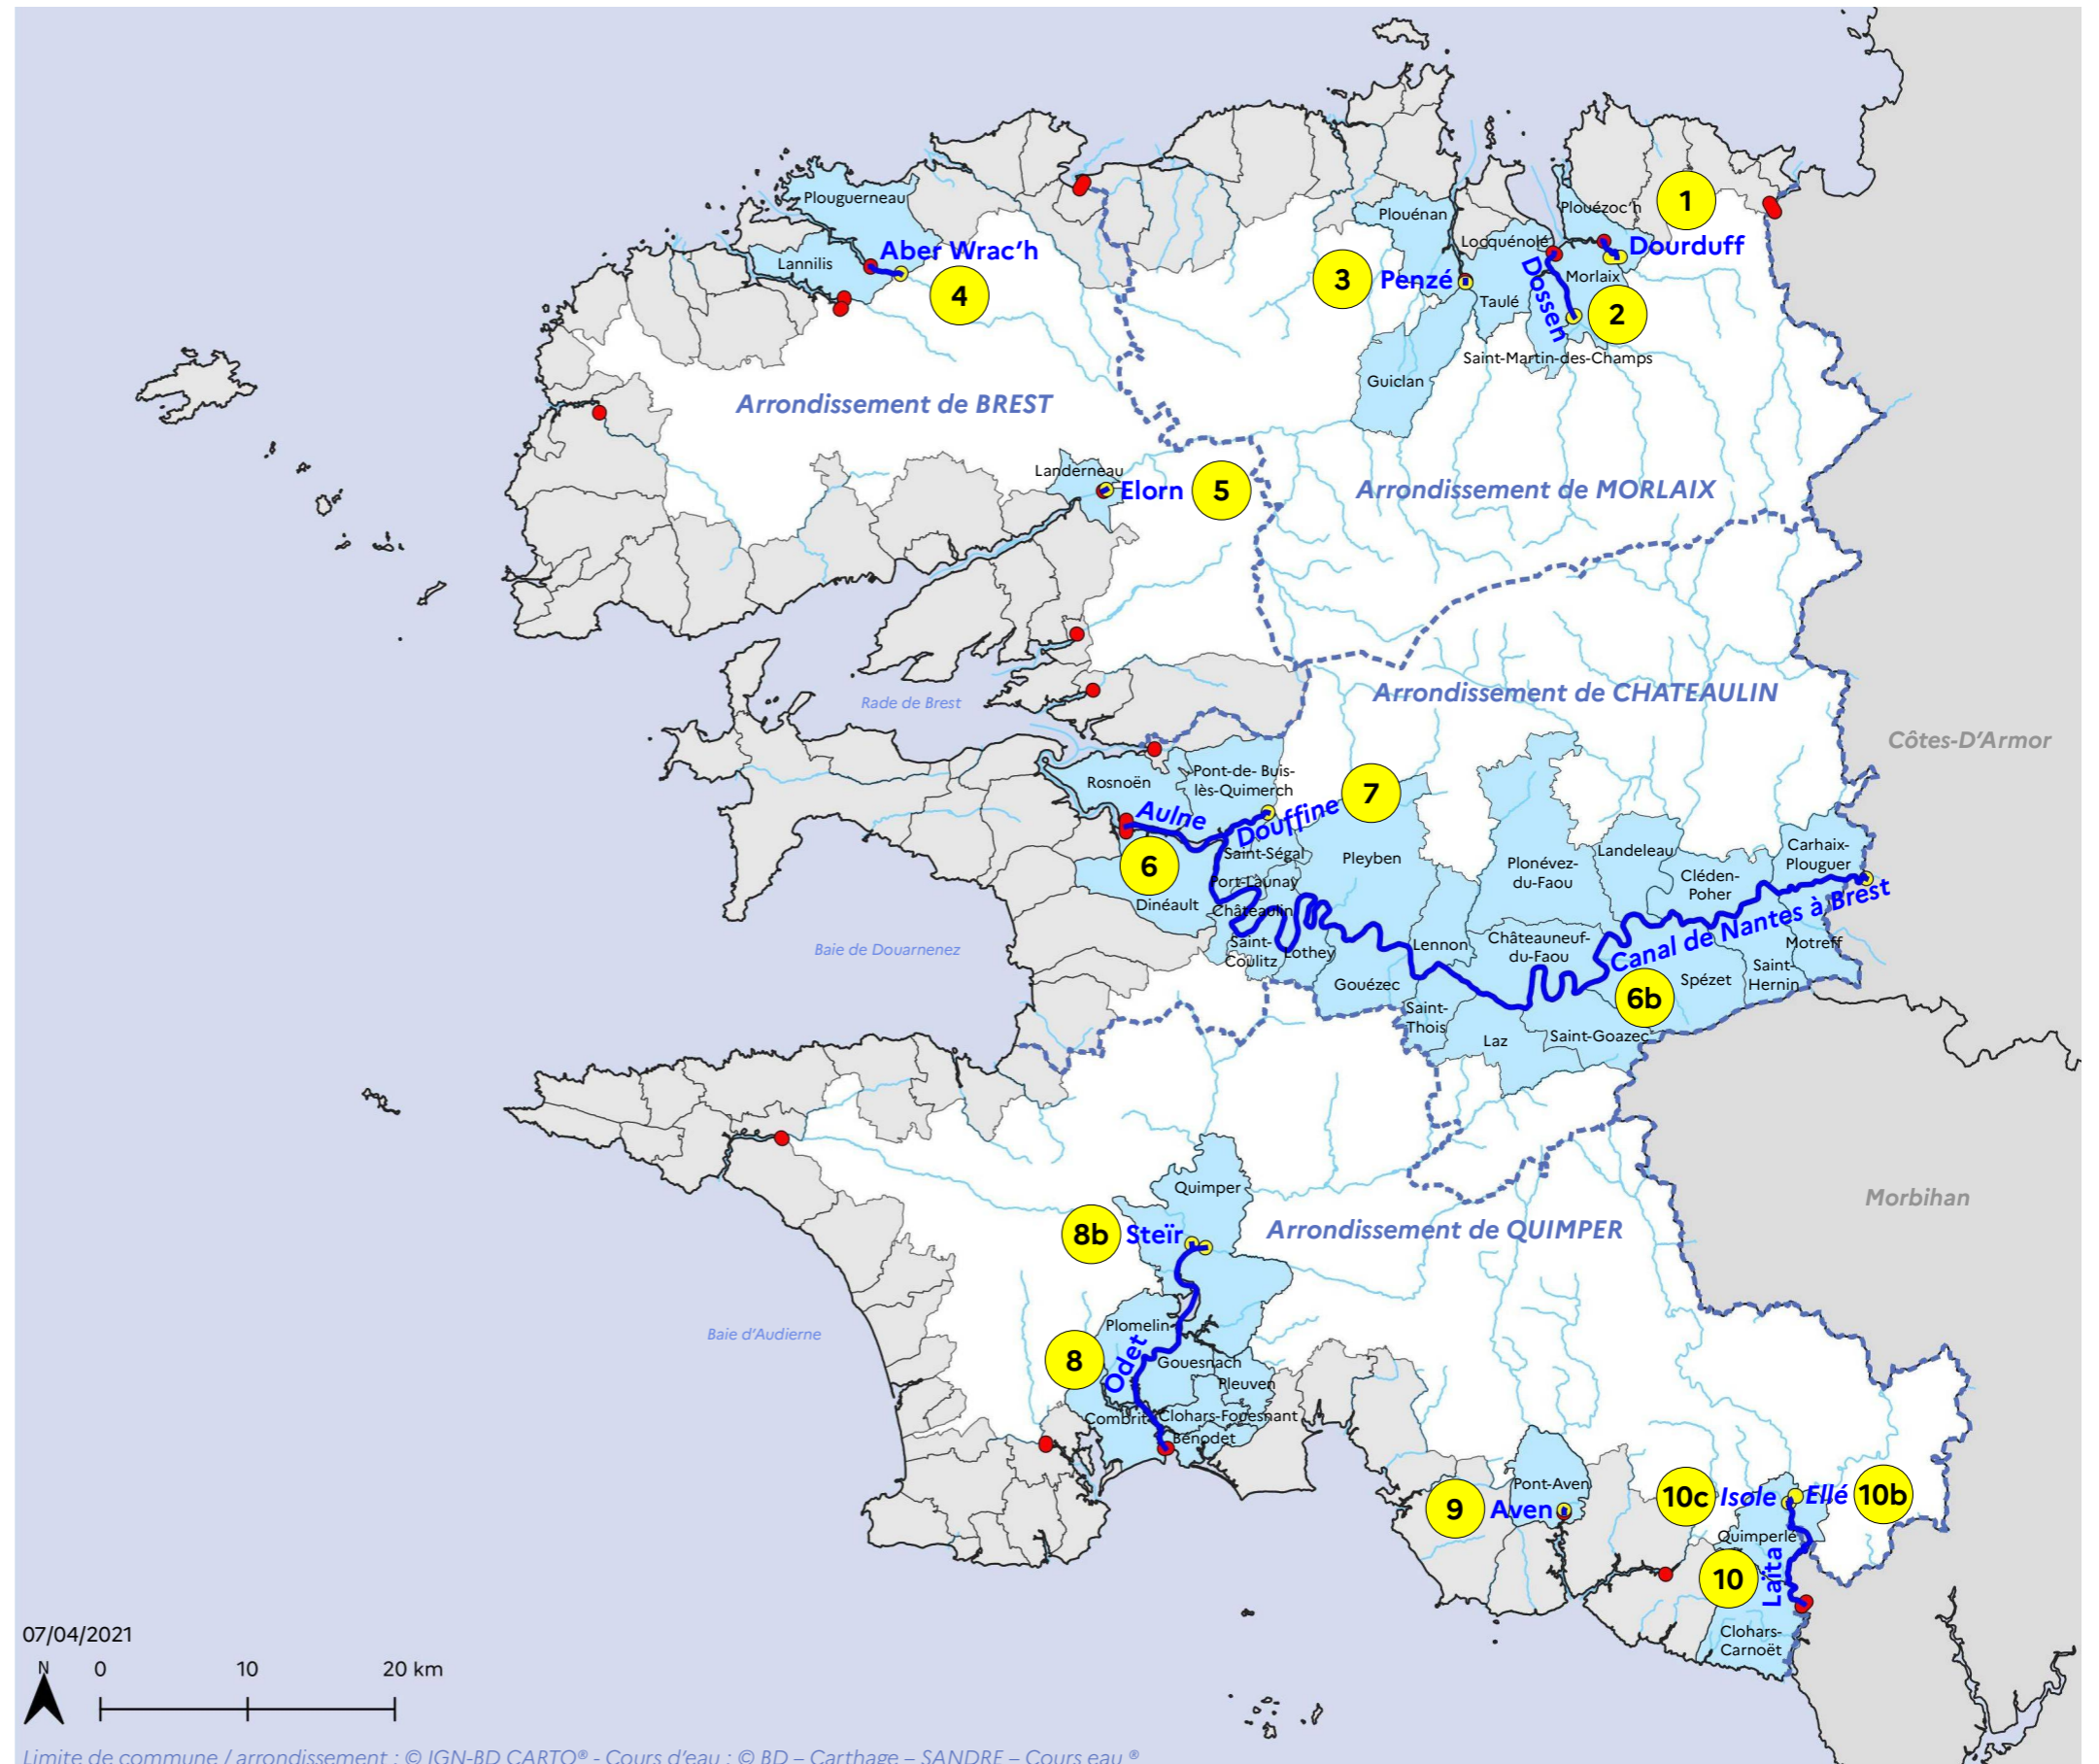 Plouguerneau
Plouénan
Plouézoc'h
1
Aber Wrac'h
Locquénolé
Dourduff
Lannilis
3
Penzé
Morlaix
4
Taulé
Dossen
2
Saint-Martin-des-Champs
Guiclan
Arrondissement de BREST
Landerneau
Elorn
5
Arrondissement de MORLAIX
Rade de Brest
Arrondissement de CHATEAULIN
Côtes-D'Armor
Rosnoën
Pont-de- Buis-
lès-Quimerch
7
Aulne
Douffine
6
Saint-Ségal
Pleyben
Plonévez-
du-Faou
Landeleau
Cléden-
Poher
Carhaix-
Plouguer
Port-Launay
Dinéault
Châteaulin
Canal de Nantes à Brest
Saint-
Coulitz
Lothey
Lennon
Châteauneuf-
du-Faou
Motreff
Baie de Douarnenez
Gouézec
6b
Spézet
Saint-
Hernin
Saint-
Thois
Laz
Saint-Goazec
Quimper
Morbihan
8b
Steïr
Arrondissement de QUIMPER
Baie d'Audierne
Plomelin
8
Odet
Gouesnach
Pleuven
Combrit
Clohars-Fouesnant
Bénodet
Pont-Aven
9
Aven
10c
Isole
Ellé
10b
Quimperlé
10
Laïta
Clohars-
Carnoët
07/04/2021
N
0 10 20 km
Limite de commune / arrondissement : © IGN-BD CARTO® - Cours d'eau : © BD – Carthage – SANDRE – Cours eau ®